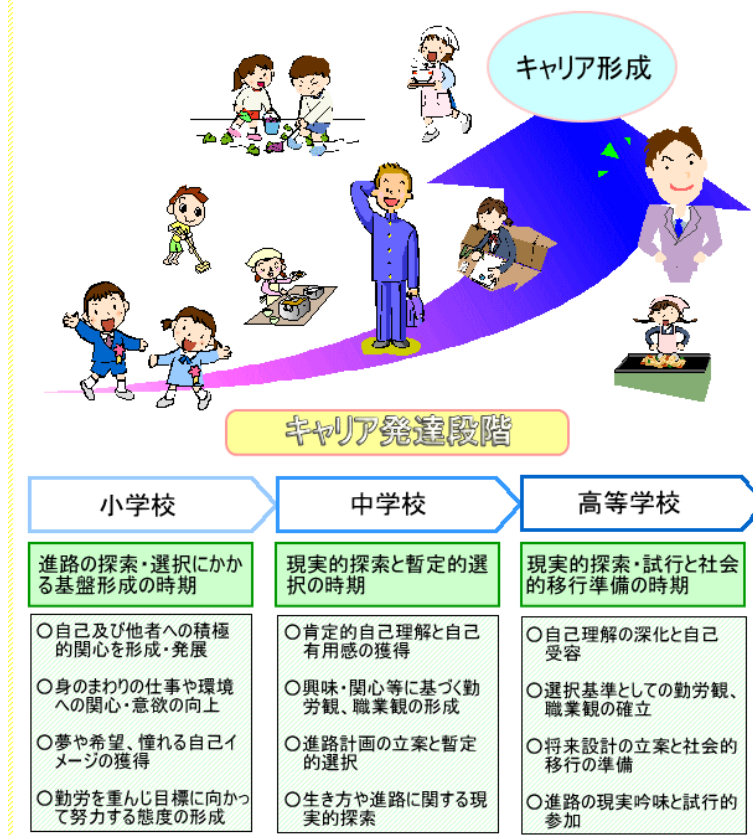 キャリア形成
キャリア発達段階
小学校
中学校
高等学校
進路の探索・選択にかか
る基盤形成の時期
現実的探索と暫定的選
択の時期
現実的探索・試行と社会
的移行準備の時期
○自己及び他者への積極
的関心を形成・発展
○身のまわりの仕事や環境
への関心・意欲の向上
○夢や希望、憧れる自己イ
メージの獲得
○勤労を重んじ目標に向かっ
て努力する態度の形成
○肯定的自己理解と自己
有用感の獲得
○興味・関心等に基づく勤
労観、職業観の形成
○進路計画の立案と暫定
的選択
○生き方や進路に関する現
実的探索
○自己理解の深化と自己
受容
○選択基準としての勤労観、
職業観の確立
○将来設計の立案と社会的
移行の準備
○進路の現実吟味と試行的
参加